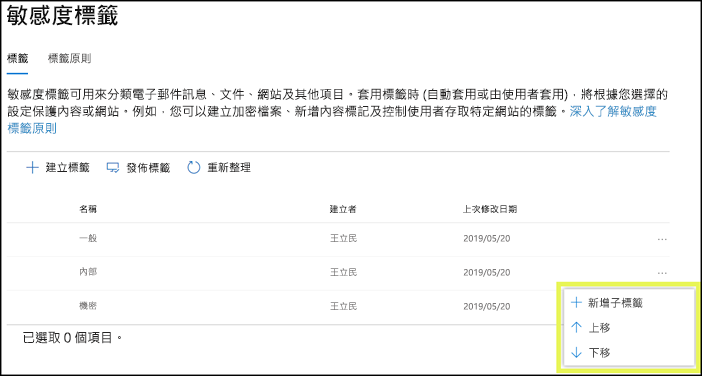 敏感度標籤
標籤 標籤原則
敏感度標籤可用來分類電子郵件訊息、文件、網站及其他項目。套用標籤時 (自動套用或由使用者套用)，將根據您選擇的
設定保護內容或網站。例如，您可以建立加密檔案、新增內容標記及控制使用者存取特定網站的標籤。深入了解敏感度
標籤原則
建立標籤 發佈標籤 重新整理
名稱 建立者 上次修改日期
一般 王立民 2019/05/20 ...
內部 王立民 2019/05/20 ...
機密 王立民 2019/05/20
新增子標籤
上移
下移
已選取 0 個項目。